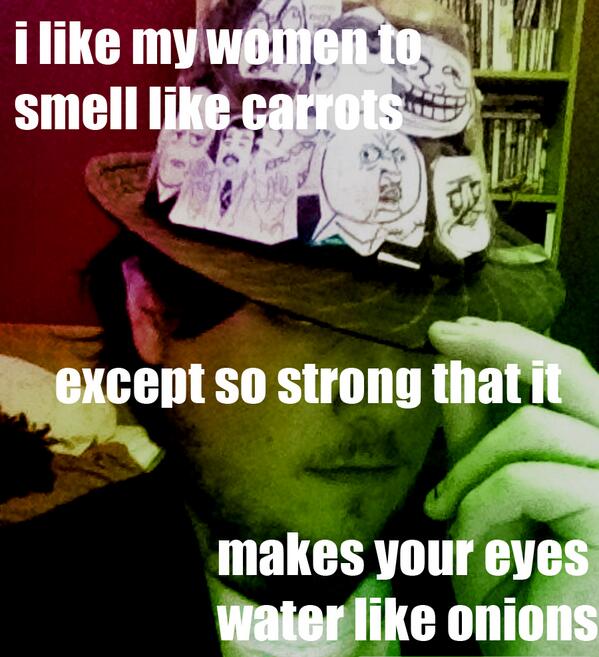 i like my women to
smell like carrots
except so strong that it
makes your eyes
water like onions